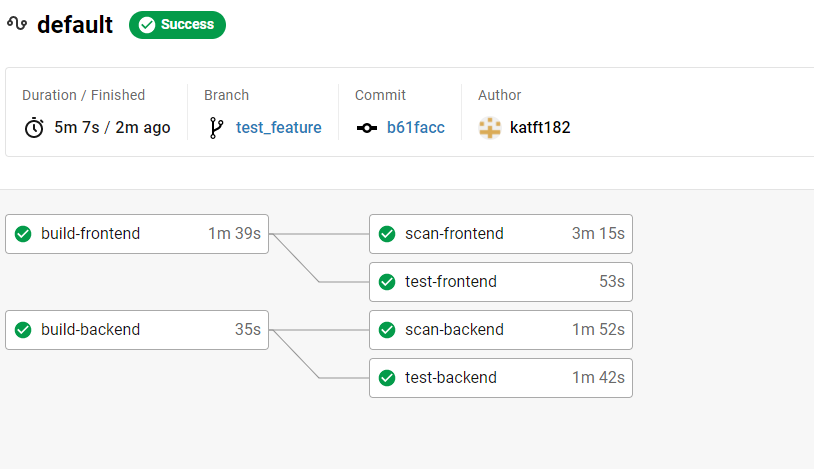 default Success
Duration / Finished Branch Commit Author
5m 7s / 2m ago test_feature b61facc katft182
build-frontend 1m 39s scan-frontend 3m 15s
test-frontend 53s
build-backend 35s scan-backend 1m 52s
test-backend 1m 42s